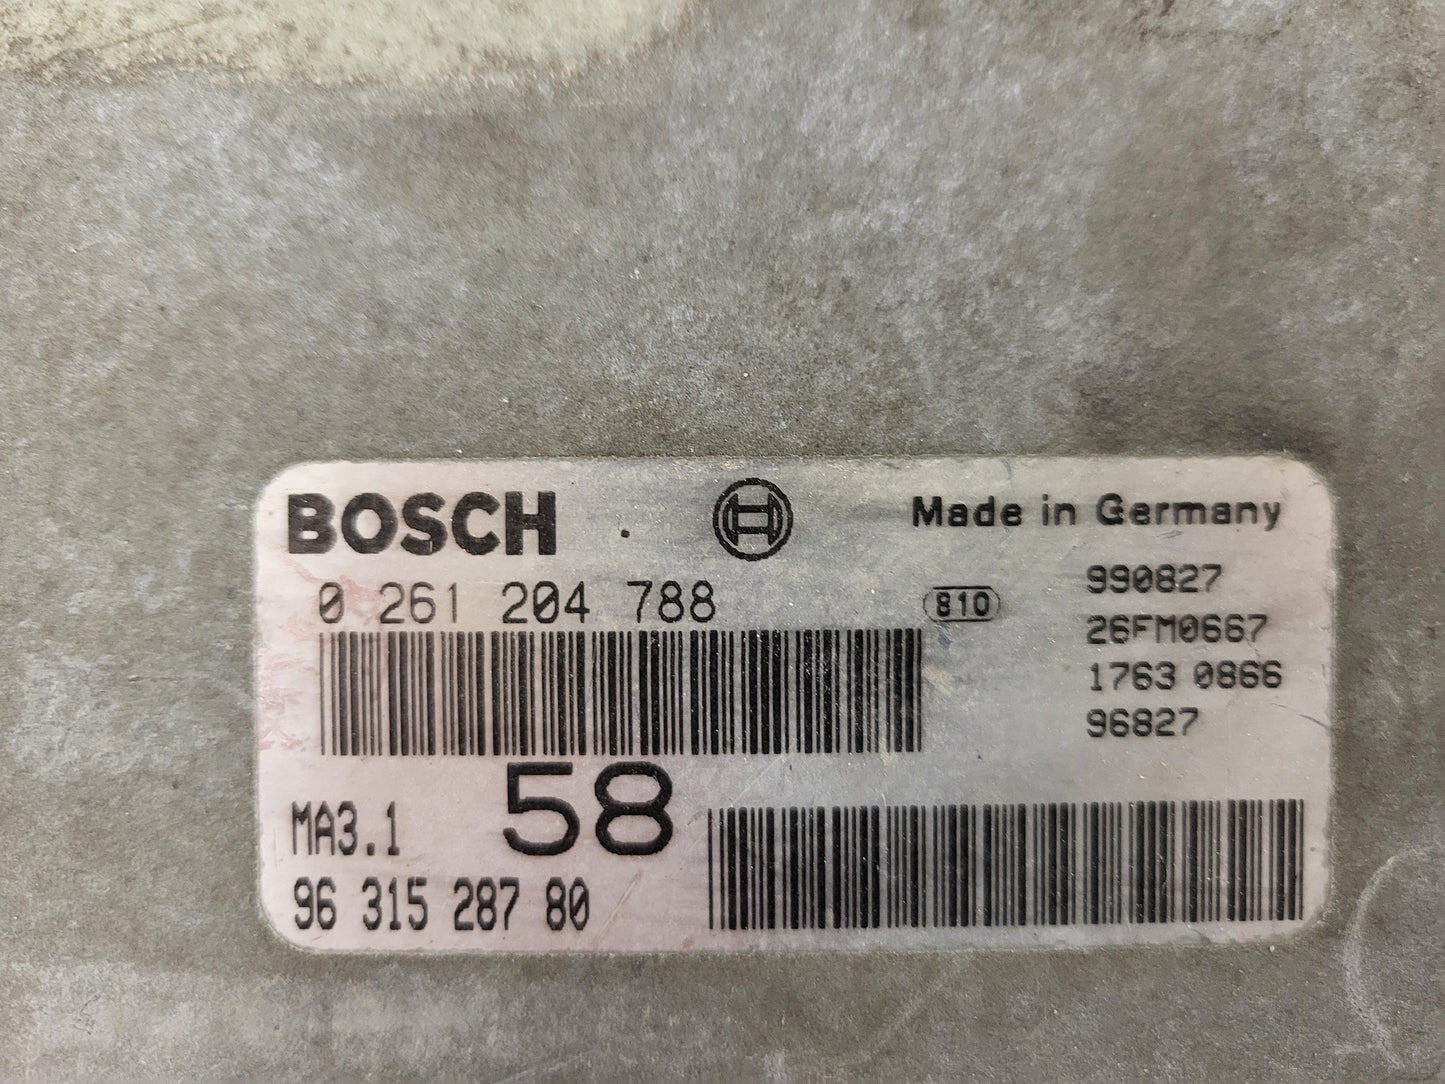 BOSCH
Made in Germany
0 261 204 788
810
990827
26FM0667
1763 0866
96827
58
MA3.1
96 315 287 80